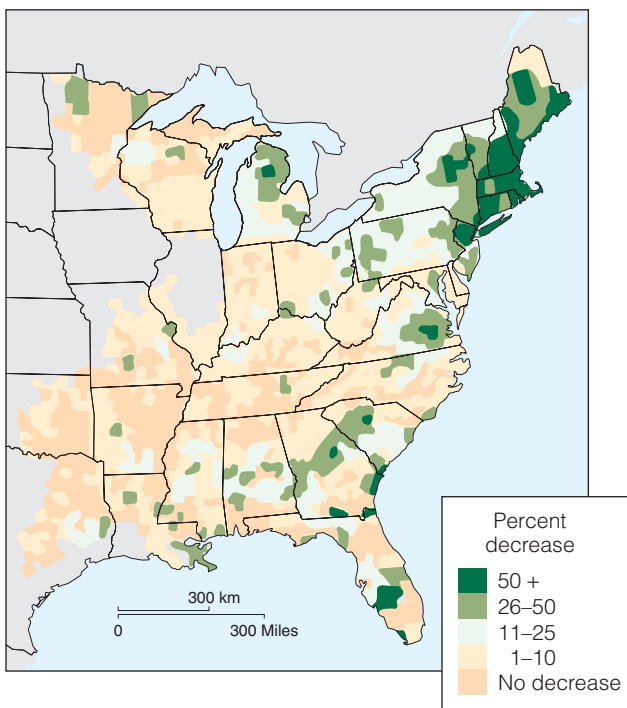 300 km
0 300 Miles
Percent
decrease
50 +
26–50
11–25
1–10
No decrease